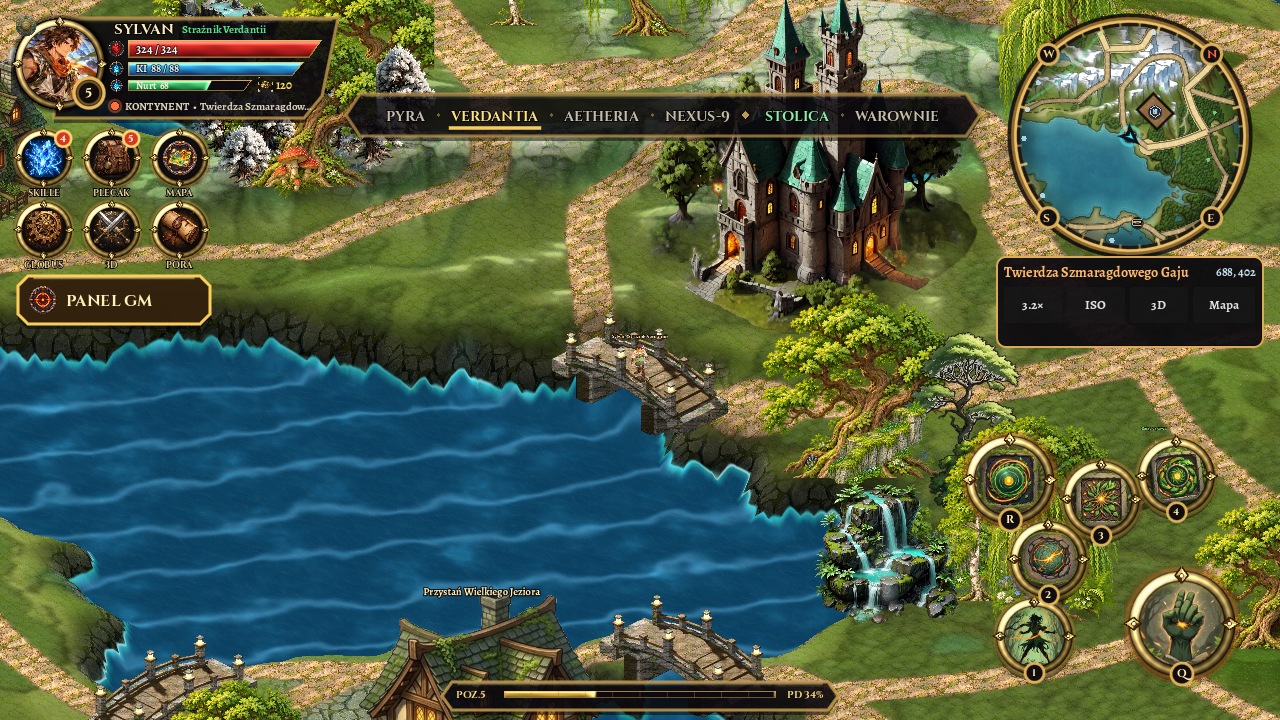 SYLVAN Strażnik Verdantii
324 / 324
KI 88 / 88
Nurt 68
120
5
KONTYNENT • Twierdza Szmaragdow...
PYRA
VERDANTIA
AETHERIA
NEXUS-9
STOLICA
WAROWNIE
4
5
SKILLE
PLECAK
MAPA
GLOBUS
3D
PORA
PANEL GM
W
N
S
E
Twierdza Szmaragdowego Gaju
688, 402
3.2×
ISO
3D
Mapa
R
3
4
2
1
Q
Przystań Wielkiego Jeziora
POZ.5
PD 34%